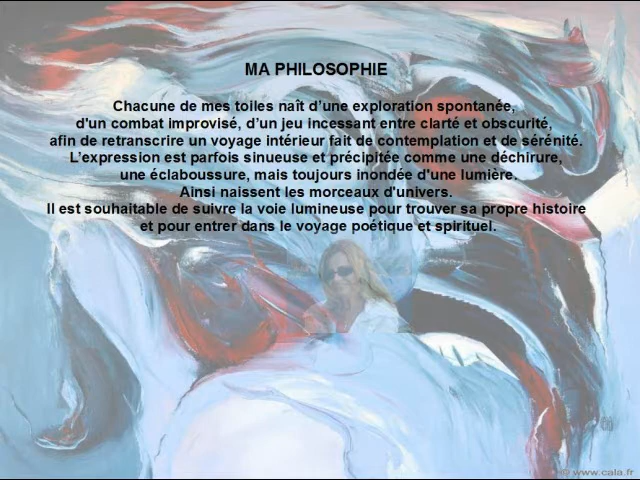 MA PHILOSOPHIE
Chacune de mes toiles naît d’une exploration spontanée,
d'un combat improvisé, d’un jeu incessant entre clarté et obscurité,
afin de retranscrire un voyage intérieur fait de contemplation et de sérénité.
L’expression est parfois sinueuse et précipitée comme une déchirure,
une éclaboussure, mais toujours inondée d'une lumière.
Ainsi naissent les morceaux d'univers.
Il est souhaitable de suivre la voie lumineuse pour trouver sa propre histoire
et pour entrer dans le voyage poétique et spirituel.
© www.cala.fr